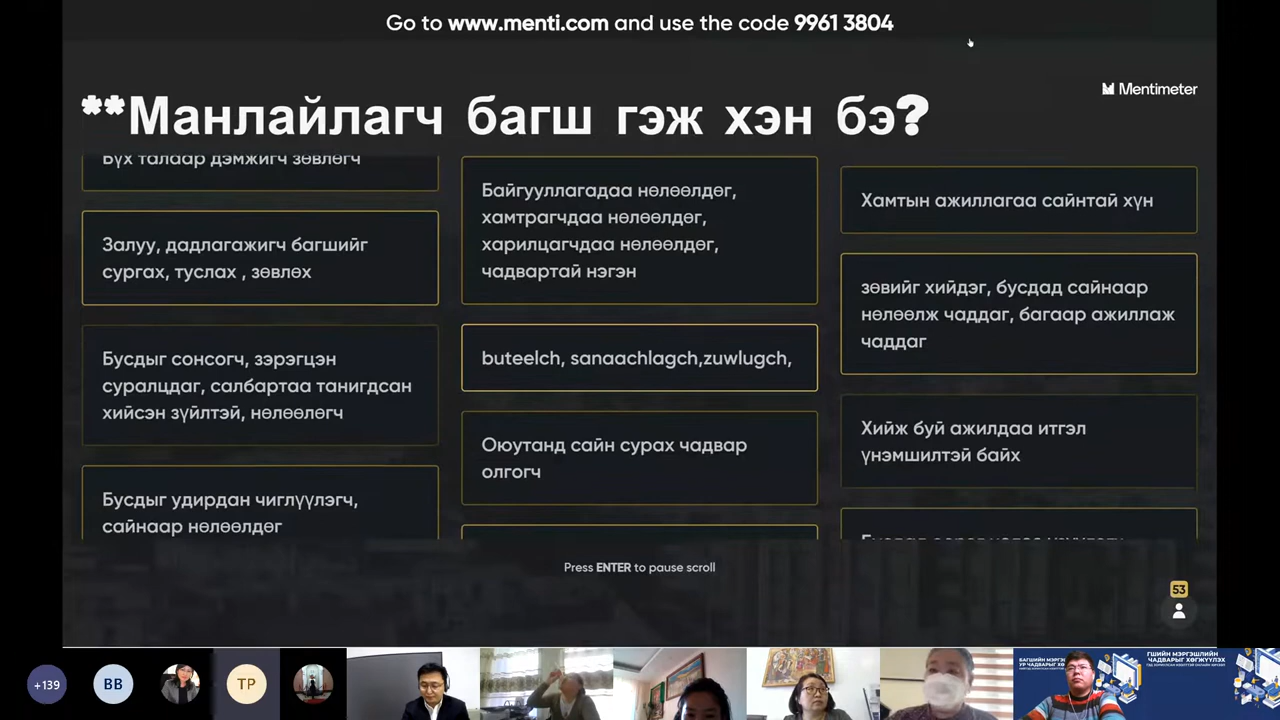 Go to www.menti.com and use the code 9961 3804
Mentimeter
**Манлайлагч багш гэж хэн бэ?
Бүх талаар дэмжигч зөвлөгч
Залуу, дадлагажигч багшийг
сургах, туслах , зөвлөх
Бусдыг сонсогч, зэрэгцэн
суралцдаг, салбартаа танигдсан
хийсэн зүйлтэй, нөлөөлөгч
Бусдыг удирдан чиглүүлэгч,
сайнаар нөлөөлдөг
Байгууллагадаа нөлөөлдөг,
хамтрагчдаа нөлөөлдөг,
харилцагчдаа нөлөөлдөг,
чадвартай нэгэн
buteelch, sanaachlagch,zuwlugch,
Оюутанд сайн сурах чадвар
олгогч
Хамтын ажиллагаа сайнтай хүн
зөвийг хийдэг, бусдад сайнаар
нөлөөлж чаддаг, багаар ажиллаж
чаддаг
Хийж буй ажилдаа итгэл
үнэмшилтэй байх
Press ENTER to pause scroll
53
+139
BB
TP